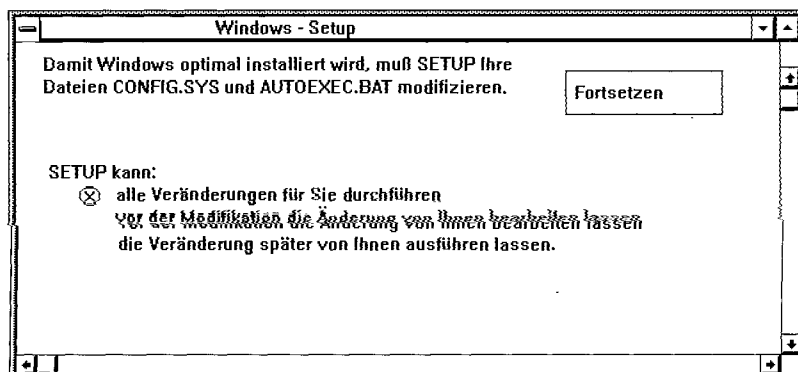 Windows - Setup
Damit Windows optimal installiert wird, muß SETUP Ihre
Dateien CONFIG.SYS und AUTOEXEC.BAT modifizieren.
Fortsetzen
SETUP kann:
alle Veränderungen für Sie durchführen
vor der Modifikation die Änderung von Ihnen bearbeiten lassen
die Veränderung später von Ihnen ausführen lassen.